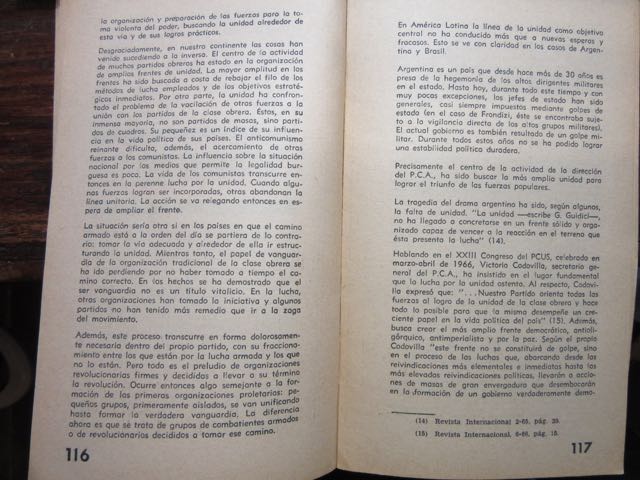 la organización y preparación de las fuerzas para la to-
ma violenta del poder, buscando la unidad alrededor de
esta vía y de sus logros prácticos.
Desgraciadamente, en nuestro continente las cosas han
venido sucediendo a la inversa. El centro de la actividad
de muchos partidos obreros ha estado en la organización
de amplios frentes de unidad. La mayor amplitud en los
frentes ha sido buscada a costa de rebajar el filo de los
métodos de lucha empleados y de los objetivos estraté-
gicos inmediatos. Por otra parte, la unidad ha confron-
tado el problema de la vacilación de otras fuerzas a la
unión con los partidos de la clase obrera. Estos, en su
inmensa mayoría, no son partidos de masas, sino parti-
dos de cuadros. Su pequeñez es un índice de su influen-
cia en la vida política de sus países. El anticomunismo
reinante dificulta, además, el acercamiento de otras
fuerzas a los comunistas. La influencia sobre la situación
nacional por los medios que permite la legalidad bur-
guesa es poca. La vida de los comunistas transcurre en-
tonces en la perenne lucha por la unidad. Cuando algu-
nas fuerzas logran ser incorporadas, otras abandonan la
línea unitaria. La acción se va relegando entonces en es-
pera de ampliar el frente.
La situación sería otra si en los países en que el camino
armado está a la orden del día se partiera de lo contra-
rio: tomar la vía adecuada y alrededor de ella ir estruc-
turando la unidad. Mientras tanto, el papel de vanguar-
dia de la organización tradicional de la clase obrera se
ha ido perdiendo por no haber tomado a tiempo el ca-
mino correcto. En los hechos se ha demostrado que el
ser vanguardia no es un título vitalicio. En la lucha,
otras organizaciones han tomado la iniciativa y algunos
partidos no han tenido más remedio que ir a la zaga
del movimiento.
Además, este proceso transcurre en forma dolorosamen-
te necesaria dentro del propio partido, con su fracciona-
miento entre los que están por la lucha armada y los que
no lo están. Pero todo es el preludio de organizaciones
revolucionarias firmes y decididas a llevar a su término
la revolución. Ocurre entonces algo semejante a la for-
mación de las primeras organizaciones proletarias: pe-
queños grupos, primeramente aislados, se van unificando
hasta formar la verdadera vanguardia. La diferencia
ahora es que se trata de grupos de combatientes armados
o de revolucionarios decididos a tomar ese camino.
116
En América Latina la línea de la unidad como objetivo
central no ha conducido más que a nuevas esperas y
fracasos. Esto se ve claridad en los casos de Argen-
tina y Brasil.
Argentina es un país que desde hace más de 30 años es
presa de la hegemonía de los altos dirigentes militares
en el estado. Hasta hoy, durante todo este tiempo y con
muy pocas excepciones, los jefes de estado han sido
generales, casi siempre impuestos mediante golpes de
estado (en el caso de Frondizi, éste se encontraba suje-
to a la vigilancia directa de los altos grupos militares).
El actual gobierno es también resultado de un golpe mi-
litar. Durante todos estos años no se ha podido lograr
una estabilidad política duradera.
Precisamente el centro de la actividad de la dirección
del P.C.A., ha sido buscar la más amplia unidad para
lograr el triunfo de las fuerzas populares.
La tragedia del drama argentino ha sido, según algunos,
la falta de unidad. "La unidad —escribe G. Guidici—,
no ha llegado a concretarse en un frente sólido y orga-
nizado capaz de vencer a la reacción en el terreno que
ésta presenta la lucha" (14).
Hablando en el XXIII Congreso del PCUS, celebrado en
marzo-abril de 1966, Victorio Codovilla, secretario gene-
ral del P.C.A., ha insistido en el lugar fundamental
que lo lucha por la unidad ostenta. Al respecto, Codovi-
lla expresó que: "... Nuestro Partido orienta todas las
fuerzas al logro de la unidad de la clase obrera y hace
todo lo posible para que la misma desempeñe un cre-
ciente papel en la vida política del país" (15). Además,
busca crear el más amplio frente democrático, antioli-
gárquico, antimperialista y por la paz. Según el propio
Codovilla "este frente no se constituirá de golpe, sino
en el proceso de las luchas que, abarcando desde las
reivindicaciones más elementales e inmediatas hasta las
más elevadas reivindicaciones políticas, llevarán a accio-
nes de masas de gran envergadura que desembocarán
en la formación de un gobierno verdaderamente demo-
(14) Revista Internacional 2-65, pág. 39.
(15) Revista Internacional, 6-66, pág. 15.
117